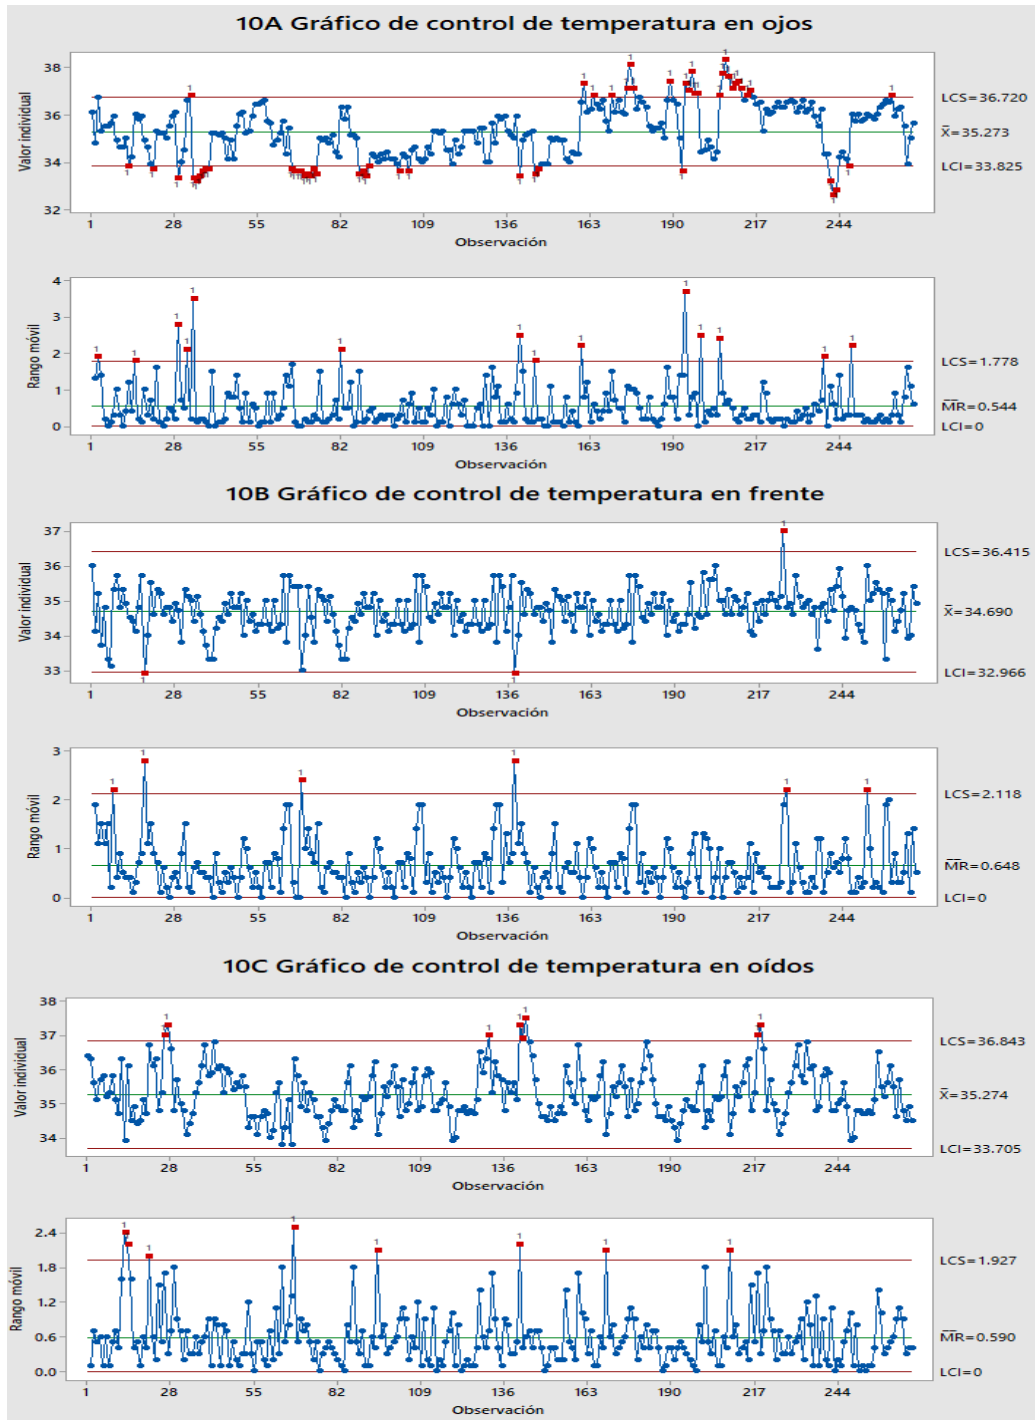 10A Gráfico de control de temperatura en ojos
Valor individual
38
36
34
32
LCS=36.720
X̄=35.273
LCI=33.825
1 28 55 82 109 136 163 190 217 244
Observación
Rango móvil
4
3
2
1
0
LCS=1.778
M̄R̄=0.544
LCI=0
1 28 55 82 109 136 163 190 217 244
Observación
10B Gráfico de control de temperatura en frente
Valor individual
37
36
35
34
33
LCS=36.415
X̄=34.690
LCI=32.966
1 28 55 82 109 136 163 190 217 244
Observación
Rango móvil
3
2
1
0
LCS=2.118
M̄R̄=0.648
LCI=0
1 28 55 82 109 136 163 190 217 244
Observación
10C Gráfico de control de temperatura en oídos
Valor individual
38
37
36
35
34
LCS=36.843
X̄=35.274
LCI=33.705
1 28 55 82 109 136 163 190 217 244
Observación
Rango móvil
2.4
1.8
1.2
0.6
0.0
LCS=1.927
M̄R̄=0.590
LCI=0
1 28 55 82 109 136 163 190 217 244
Observación